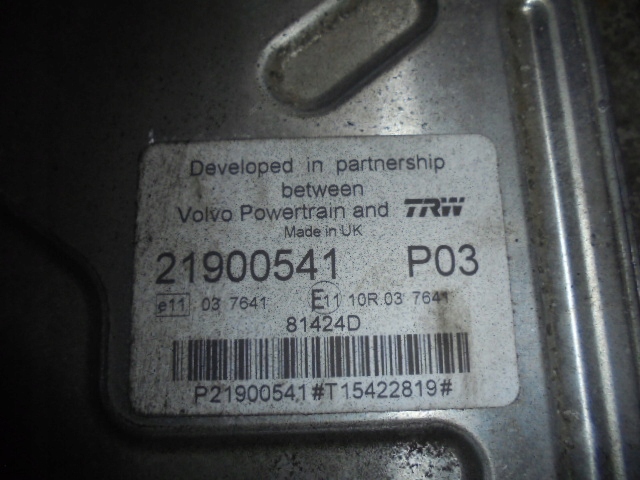 Developed in partnership
between
Volvo Powertrain and TRW
Made in UK
21900541 P03
e11 03 7641 E11 10R.03 7641
81424D
P21900541#T15422819#